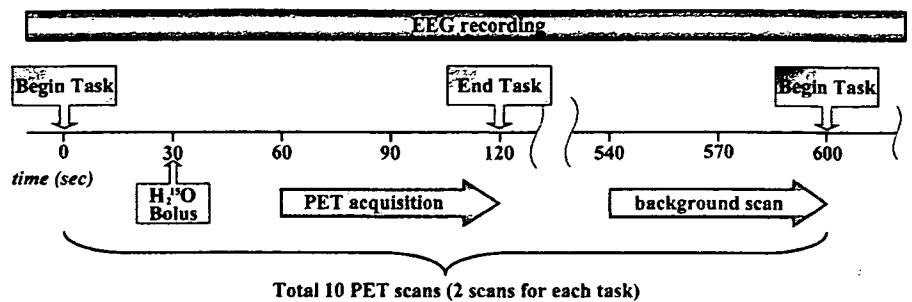 EEG recording
Begin Task
End Task
Begin Task
0 30 60 90 120 540 570 600
time (sec)
H₂¹⁵O
Bolus
PET acquisition
background scan
Total 10 PET scans (2 scans for each task)